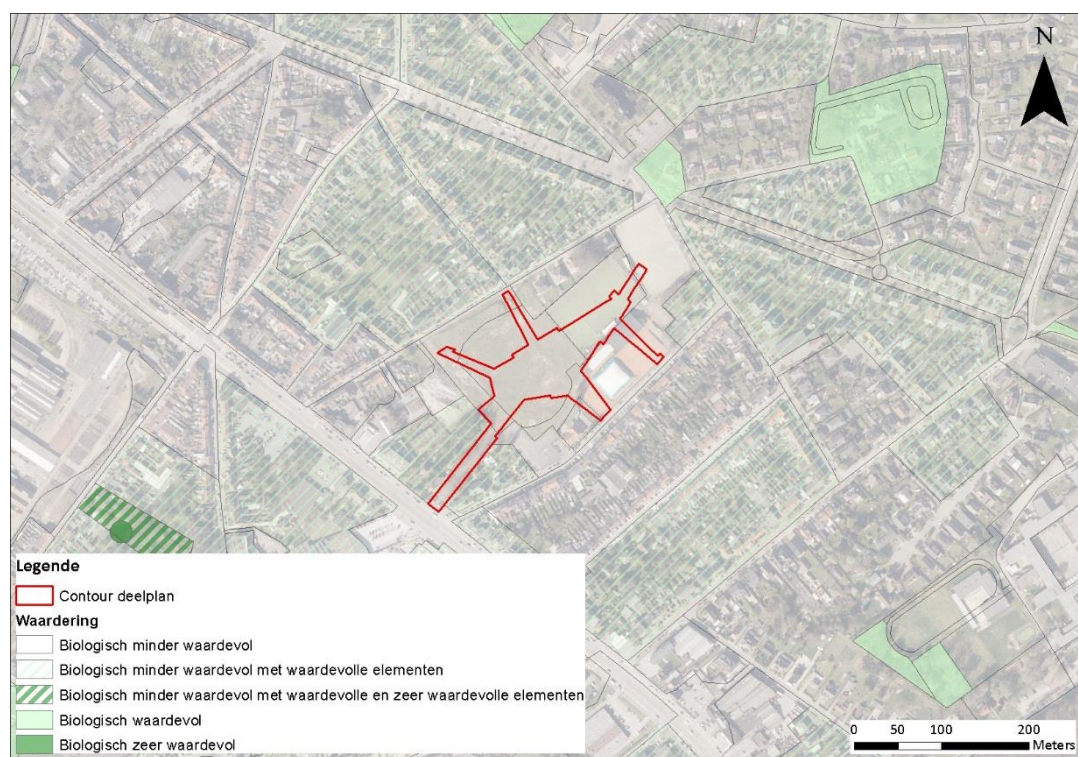 N
Legende
Contour deelplan
Waardering
Biologisch minder waardevol
Biologisch minder waardevol met waardevolle elementen
Biologisch minder waardevol met waardevolle en zeer waardevolle elementen
Biologisch waardevol
Biologisch zeer waardevol
0 50 100 200
Meters